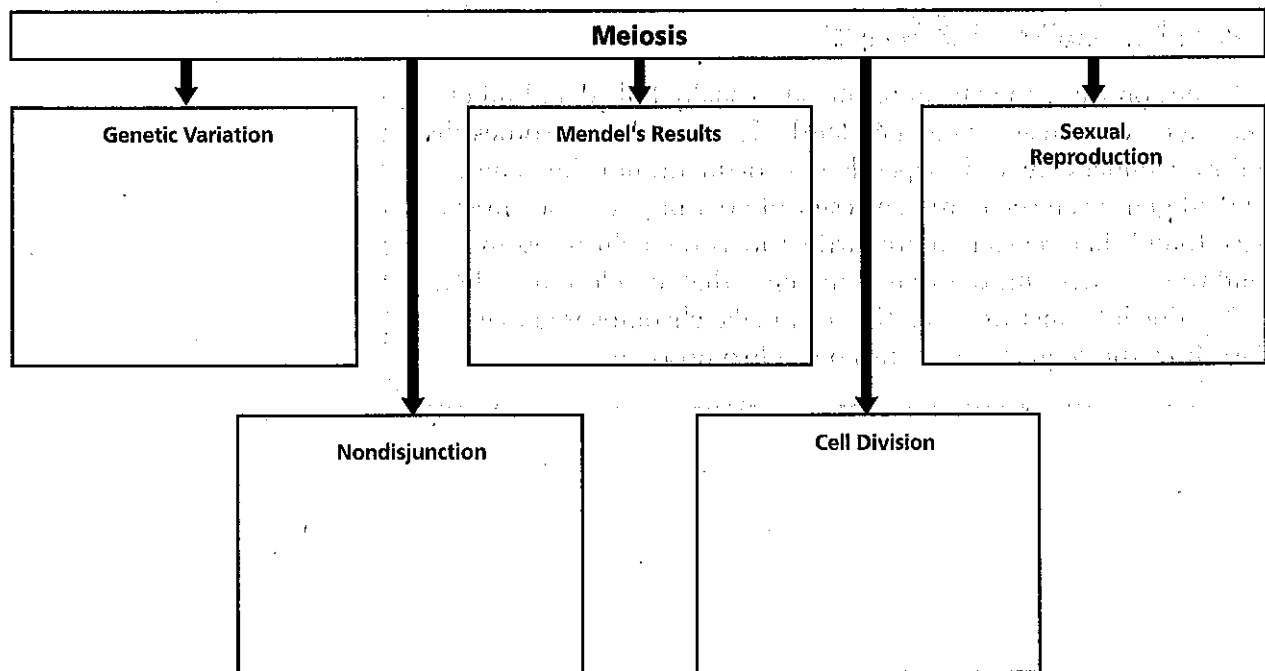 Meiosis
Genetic Variation
Mendel's Results
Sexual
Reproduction
Nondisjunction
Cell Division